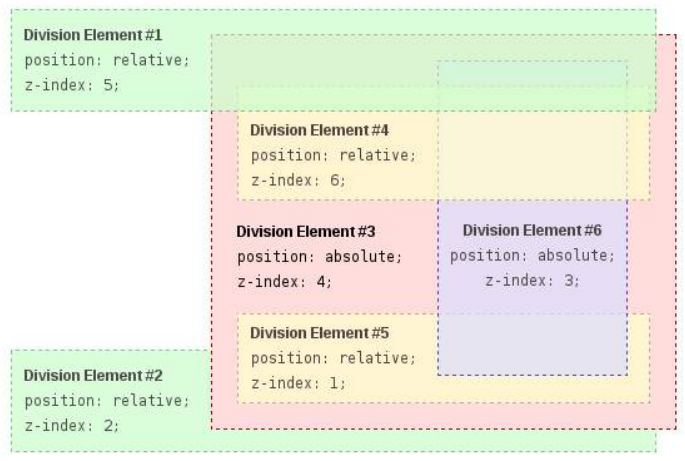 Division Element #1
position: relative;
z-index: 5;
Division Element #4
position: relative;
z-index: 6;
Division Element #3
position: absolute;
z-index: 4;
Division Element #6
position: absolute;
z-index: 3;
Division Element #5
position: relative;
z-index: 1;
Division Element #2
position: relative;
z-index: 2;